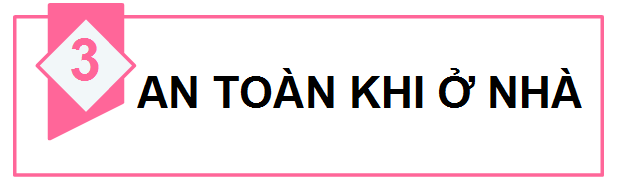 3
AN TOÀN KHI Ở NHÀ